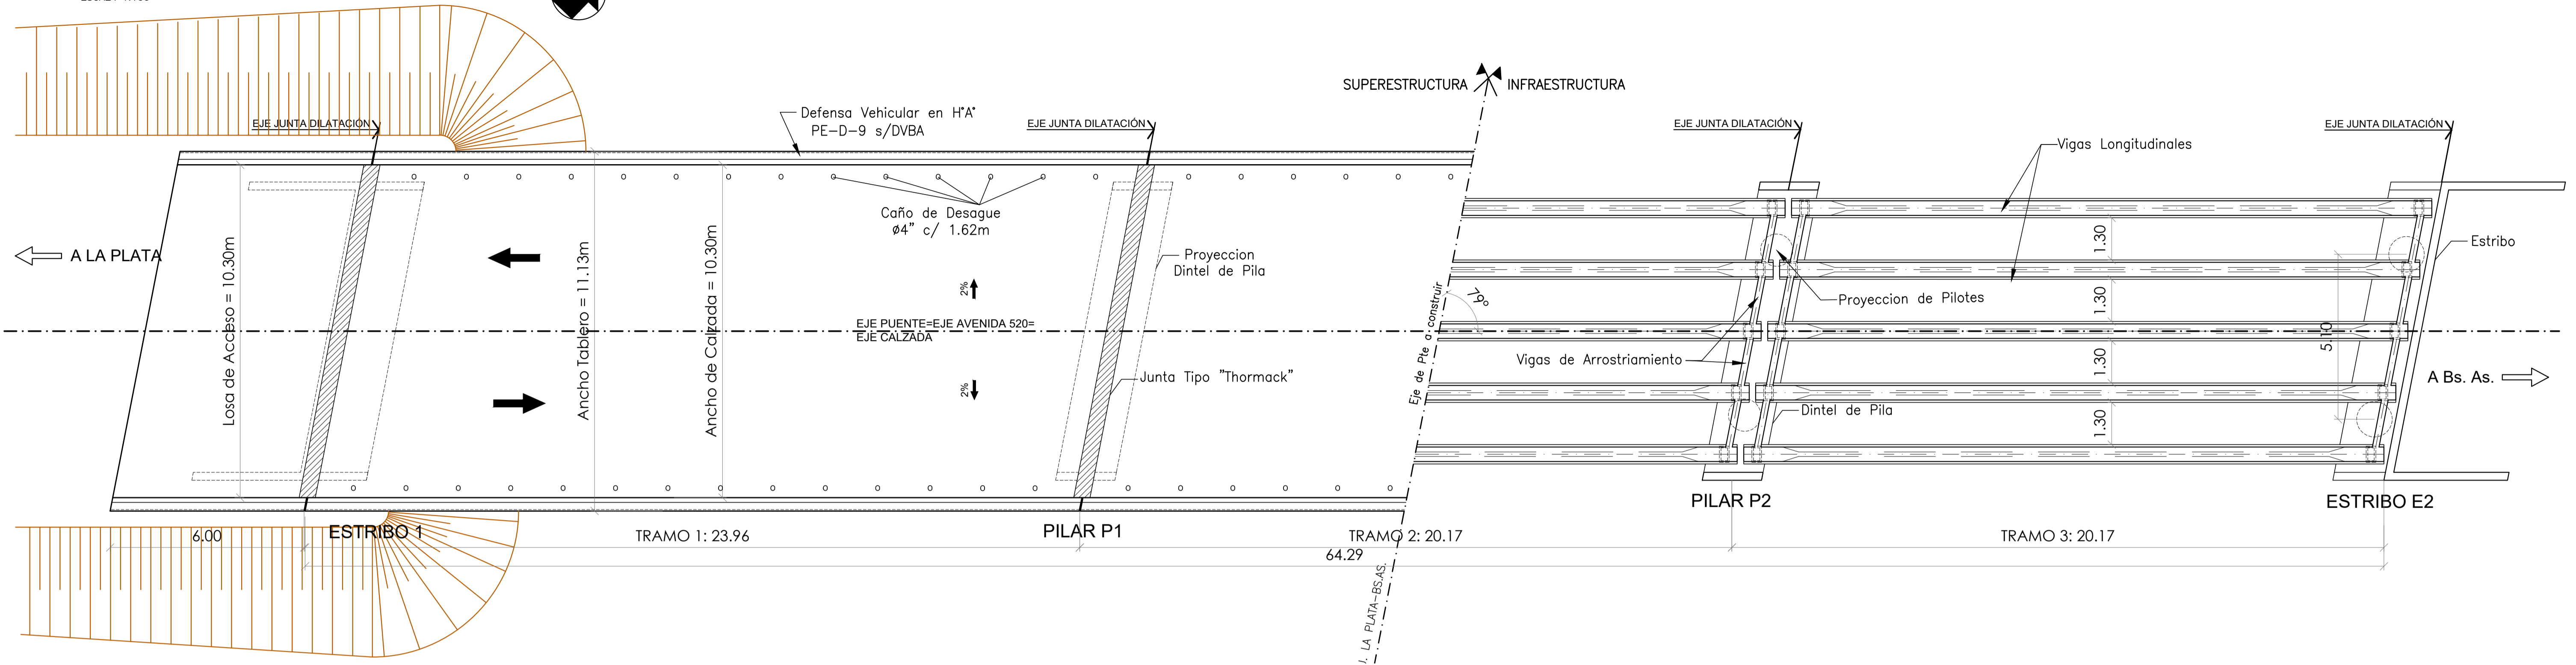 SUPERESTRUCTURA
INFRAESTRUCTURA
Defensa Vehicular en H°A°
PE-D-9 s/DVBA
EJE JUNTA DILATACIÓN
EJE JUNTA DILATACIÓN
EJE JUNTA DILATACIÓN
EJE JUNTA DILATACIÓN
Vigas Longitudinales
Caño de Desague
ø4" c/ 1.62m
A LA PLATA
Losa de Acceso = 10.30m
Ancho Tablero = 11.13m
Ancho de Calzada = 10.30m
Proyeccion
Dintel de Pila
2%
2%
EJE PUENTE=EJE AVENIDA 520=
EJE CALZADA
Junta Tipo "Thormack"
Eje de Pte a construir
79°
Proyeccion de Pilotes
Vigas de Arrostriamiento
Dintel de Pila
1.30
1.30
1.30
1.30
5.10
Estribo
A Bs. As.
PILAR P2
ESTRIBO E2
ESTRIBO 1
PILAR P1
6.00
TRAMO 1: 23.96
TRAMO 2: 20.17
TRAMO 3: 20.17
64.29
LA PLATA-BS.AS.